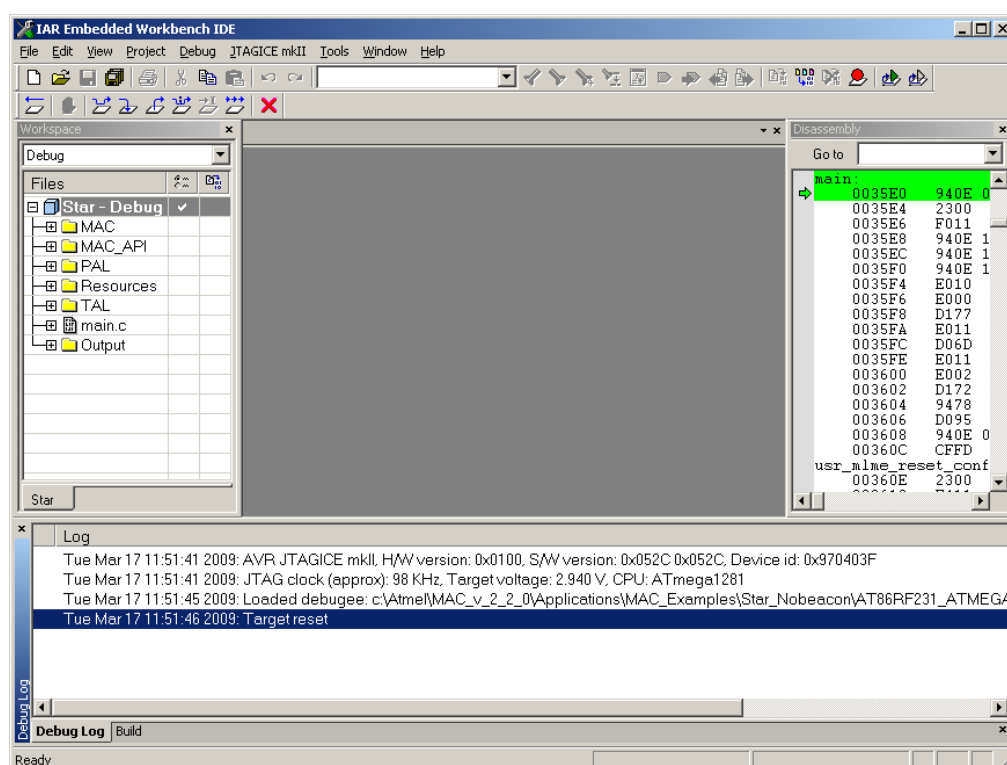 IAR Embedded Workbench IDE
File Edit View Project Debug JTAGICE mkII Tools Window Help
Workspace
Debug
Files
Star - Debug
MAC
MAC_API
PAL
Resources
TAL
main.c
Output
Star
Disassembly
Go to
main:
0035E0 940E 0
0035E4 2300
0035E6 F011
0035E8 940E 1
0035EC 940E 1
0035F0 940E 1
0035F4 E010
0035F6 E000
0035F8 D177
0035FA E011
0035FC D06D
0035FE E011
003600 E002
003602 D172
003604 9478
003606 D095
003608 940E 0
00360C CFFD
usr_mlme_reset_conf
00360E 2300
Log
Tue Mar 17 11:51:41 2009: AVR JTAGICE mkII, H/W version: 0x0100, S/W version: 0x052C 0x052C, Device id: 0x970403F
Tue Mar 17 11:51:41 2009: JTAG clock (approx): 98 KHz, Target voltage: 2.940 V, CPU: ATmega1281
Tue Mar 17 11:51:45 2009: Loaded debugee: c:\Atmel\MAC_v_2_2_0\Applications\MAC_Examples\Star_Nobeacon\AT86RF231_ATMEGA
Tue Mar 17 11:51:46 2009: Target reset
Debug Log
Debug Log Build
Ready